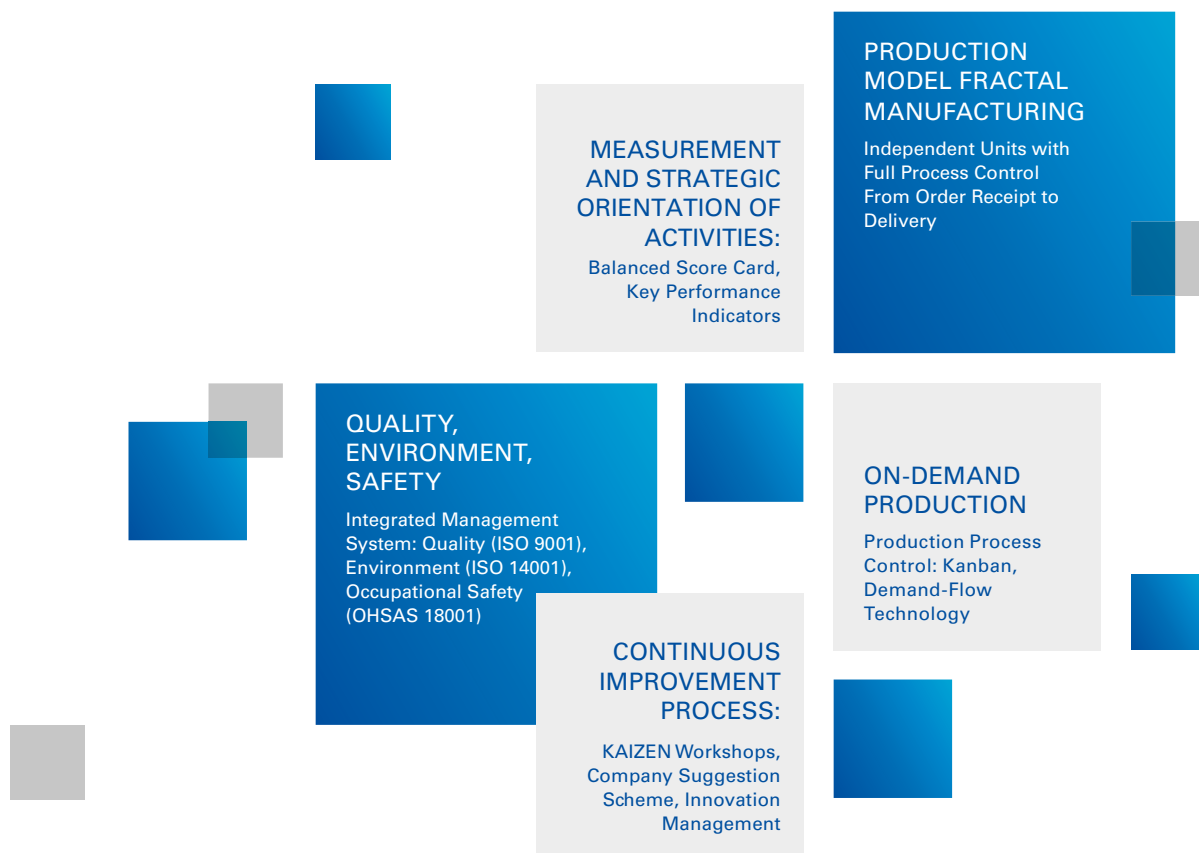 MEASUREMENT
AND STRATEGIC
ORIENTATION OF
ACTIVITIES:
Balanced Score Card,
Key Performance
Indicators
PRODUCTION
MODEL FRACTAL
MANUFACTURING
Independent Units with
Full Process Control
From Order Receipt to
Delivery
QUALITY,
ENVIRONMENT,
SAFETY
Integrated Management
System: Quality (ISO 9001),
Environment (ISO 14001),
Occupational Safety
(OHSAS 18001)
CONTINUOUS
IMPROVEMENT
PROCESS:
KAIZEN Workshops,
Company Suggestion
Scheme, Innovation
Management
ON-DEMAND
PRODUCTION
Production Process
Control: Kanban,
Demand-Flow
Technology